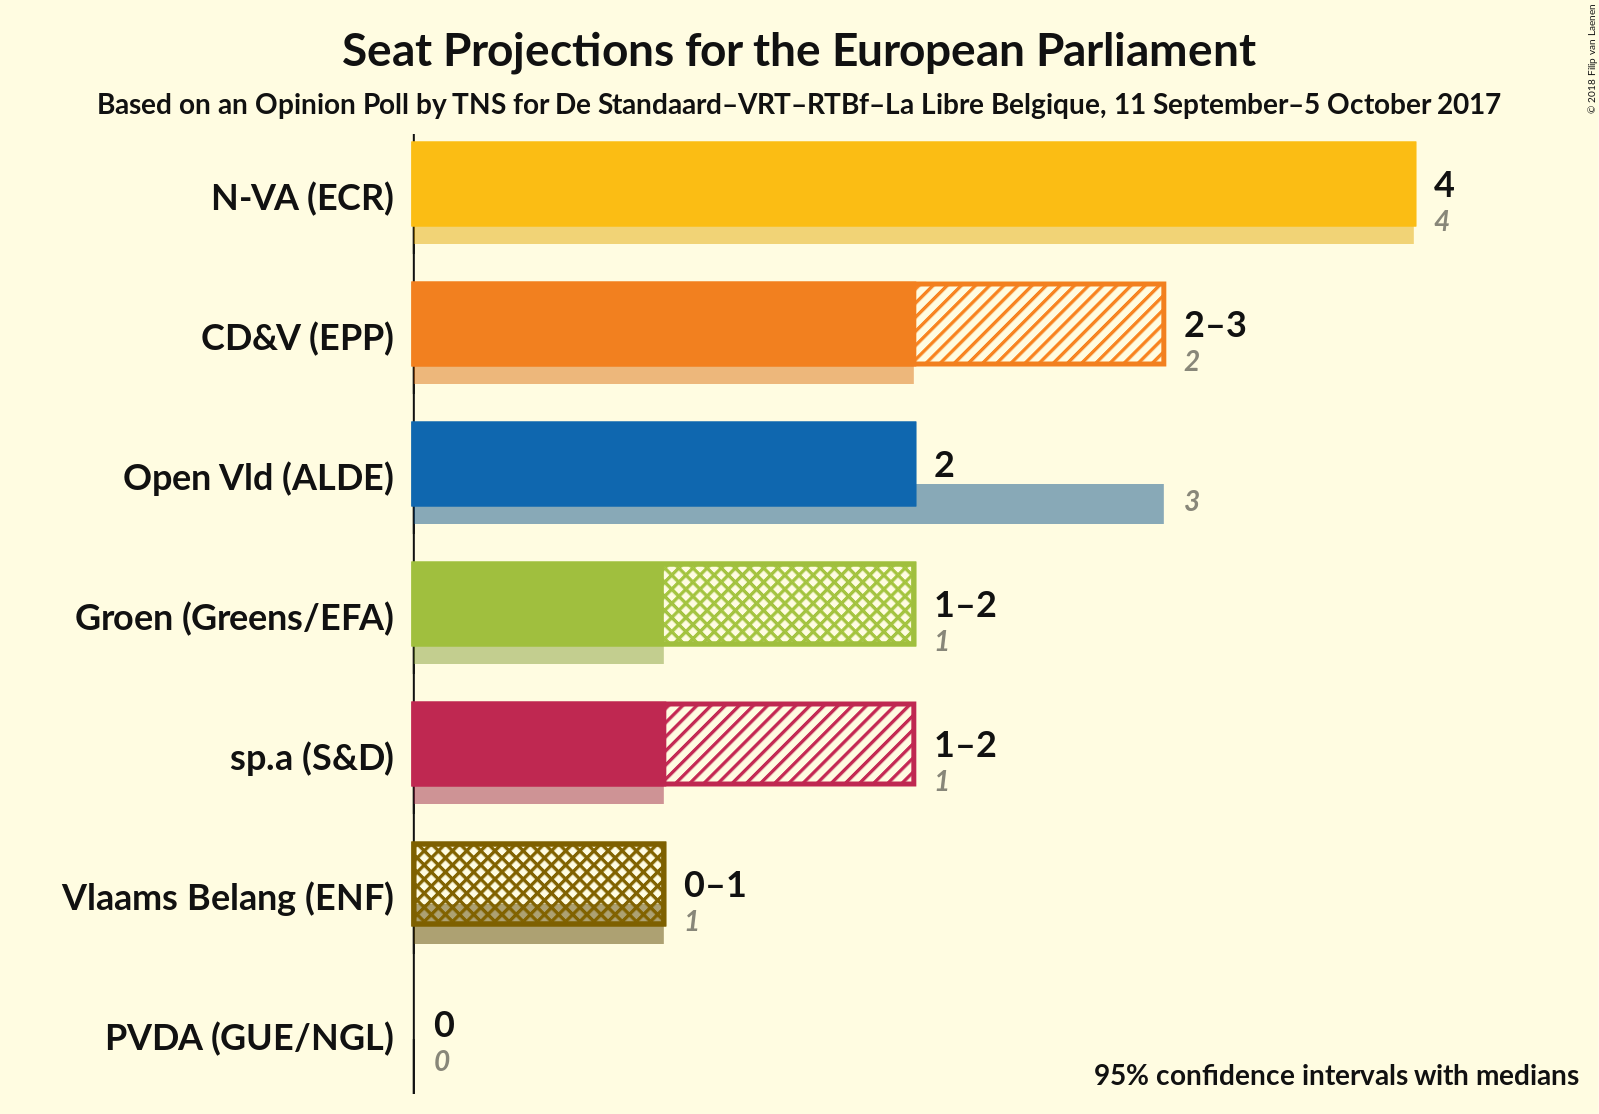 Seat Projections for the European Parliament
Based on an Opinion Poll by TNS for De Standaard–VRT–RTBf–La Libre Belgique, 11 September–5 October 2017
© 2018 Filip van Laenen
N-VA (ECR)
4
4
CD&V (EPP)
2–3
2
Open Vld (ALDE)
2
3
Groen (Greens/EFA)
1–2
1
sp.a (S&D)
1–2
1
Vlaams Belang (ENF)
0–1
1
PVDA (GUE/NGL)
0
0
95% confidence intervals with medians